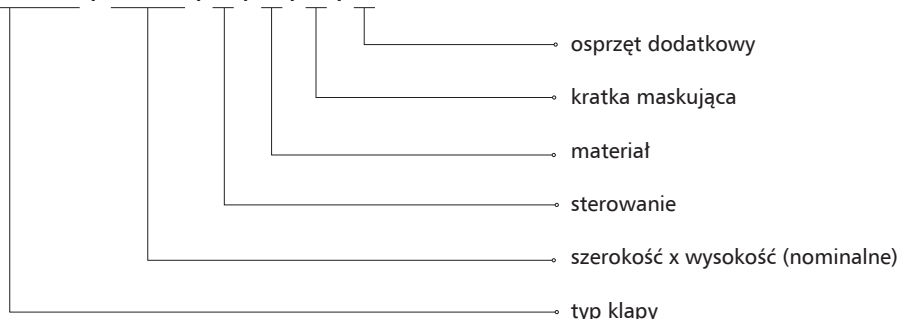 osprzęt dodatkowy
kratka maskująca
materiał
sterowanie
szerokość x wysokość (nominalne)
typ klapy